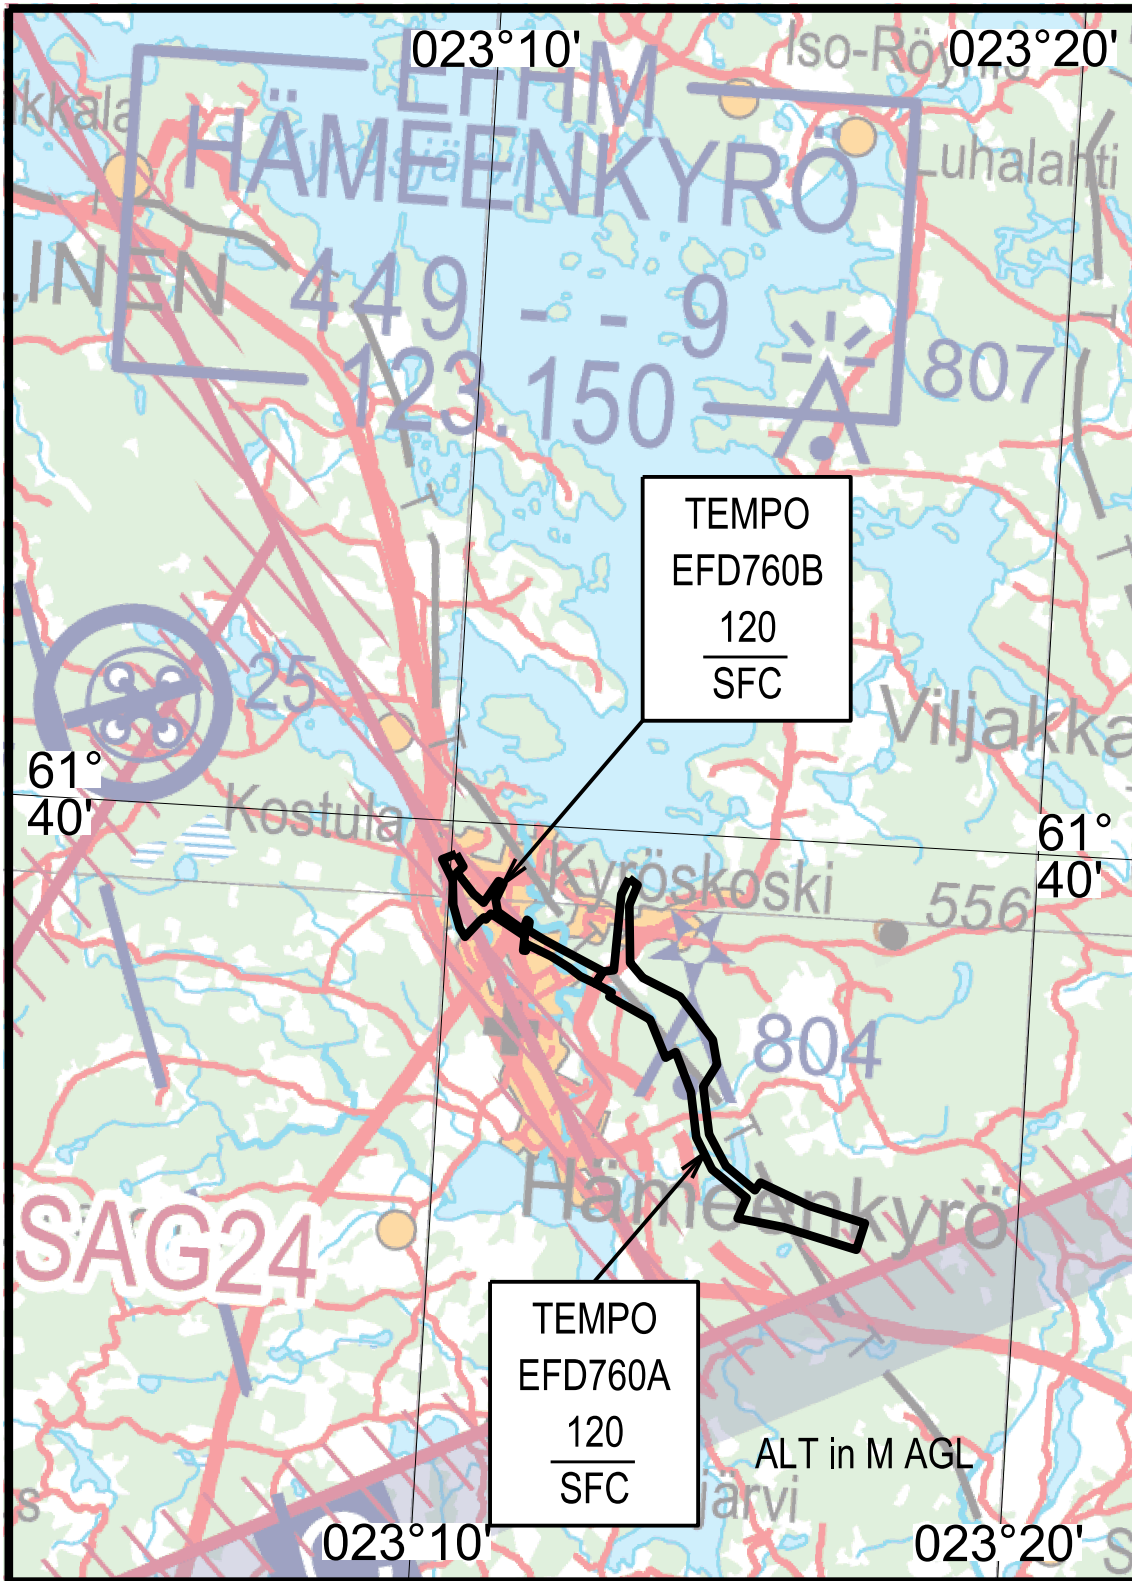 023°10'
023°20'
Iso-Röyhiö
EFHM
HÄMEENKYRÖ
449 - - 9
123.150
Luhalahti
807
TEMPO
EFD760B
120
SFC
25
Viljakka
61°
40'
Kostula
61°
40'
Kyröskoski
556
804
Hämeenkyrö
SAG24
TEMPO
EFD760A
120
SFC
ALT in M AGL
järvi
023°10'
023°20'